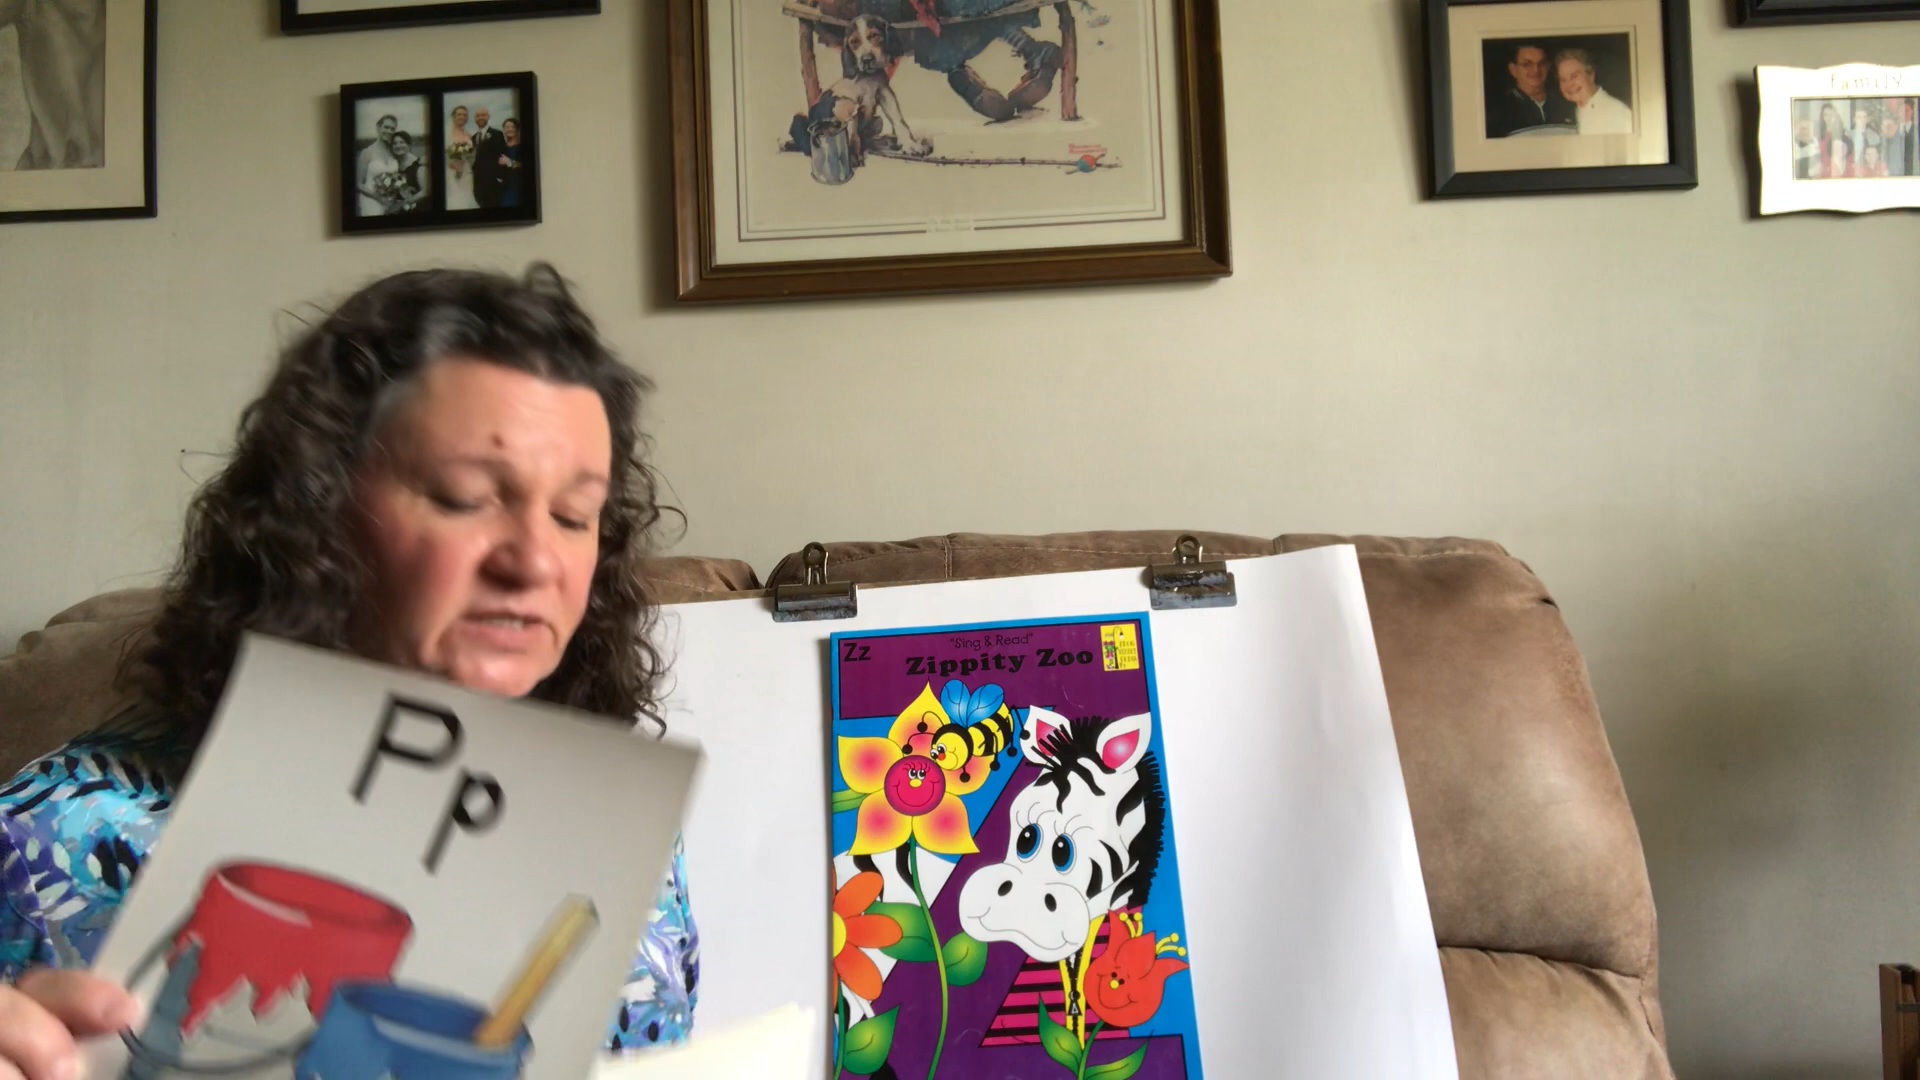 family
Pp
"Sing & Read"
Zz
Zippity Zoo